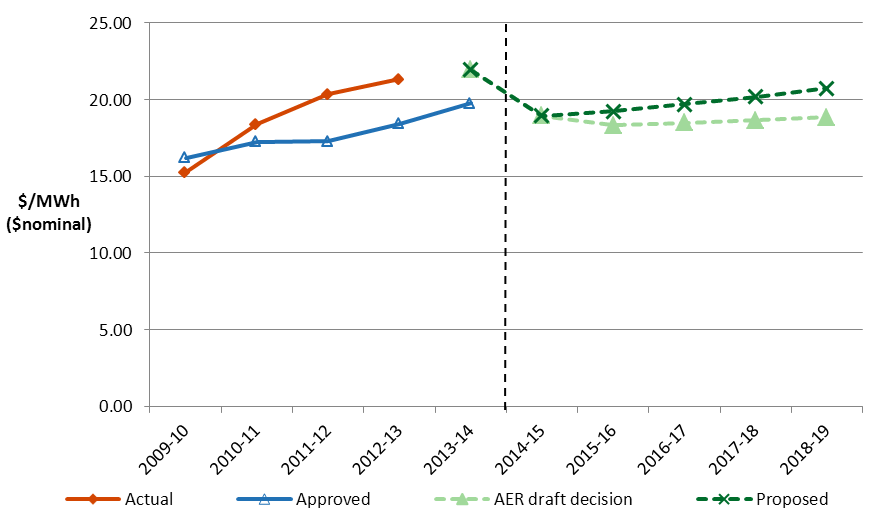 25.00
20.00
15.00
10.00
5.00
0.00
$/MWh
($nominal)
2009-10
2010-11
2011-12
2012-13
2013-14
2014-15
2015-16
2016-17
2017-18
2018-19
Actual
Approved
AER draft decision
Proposed